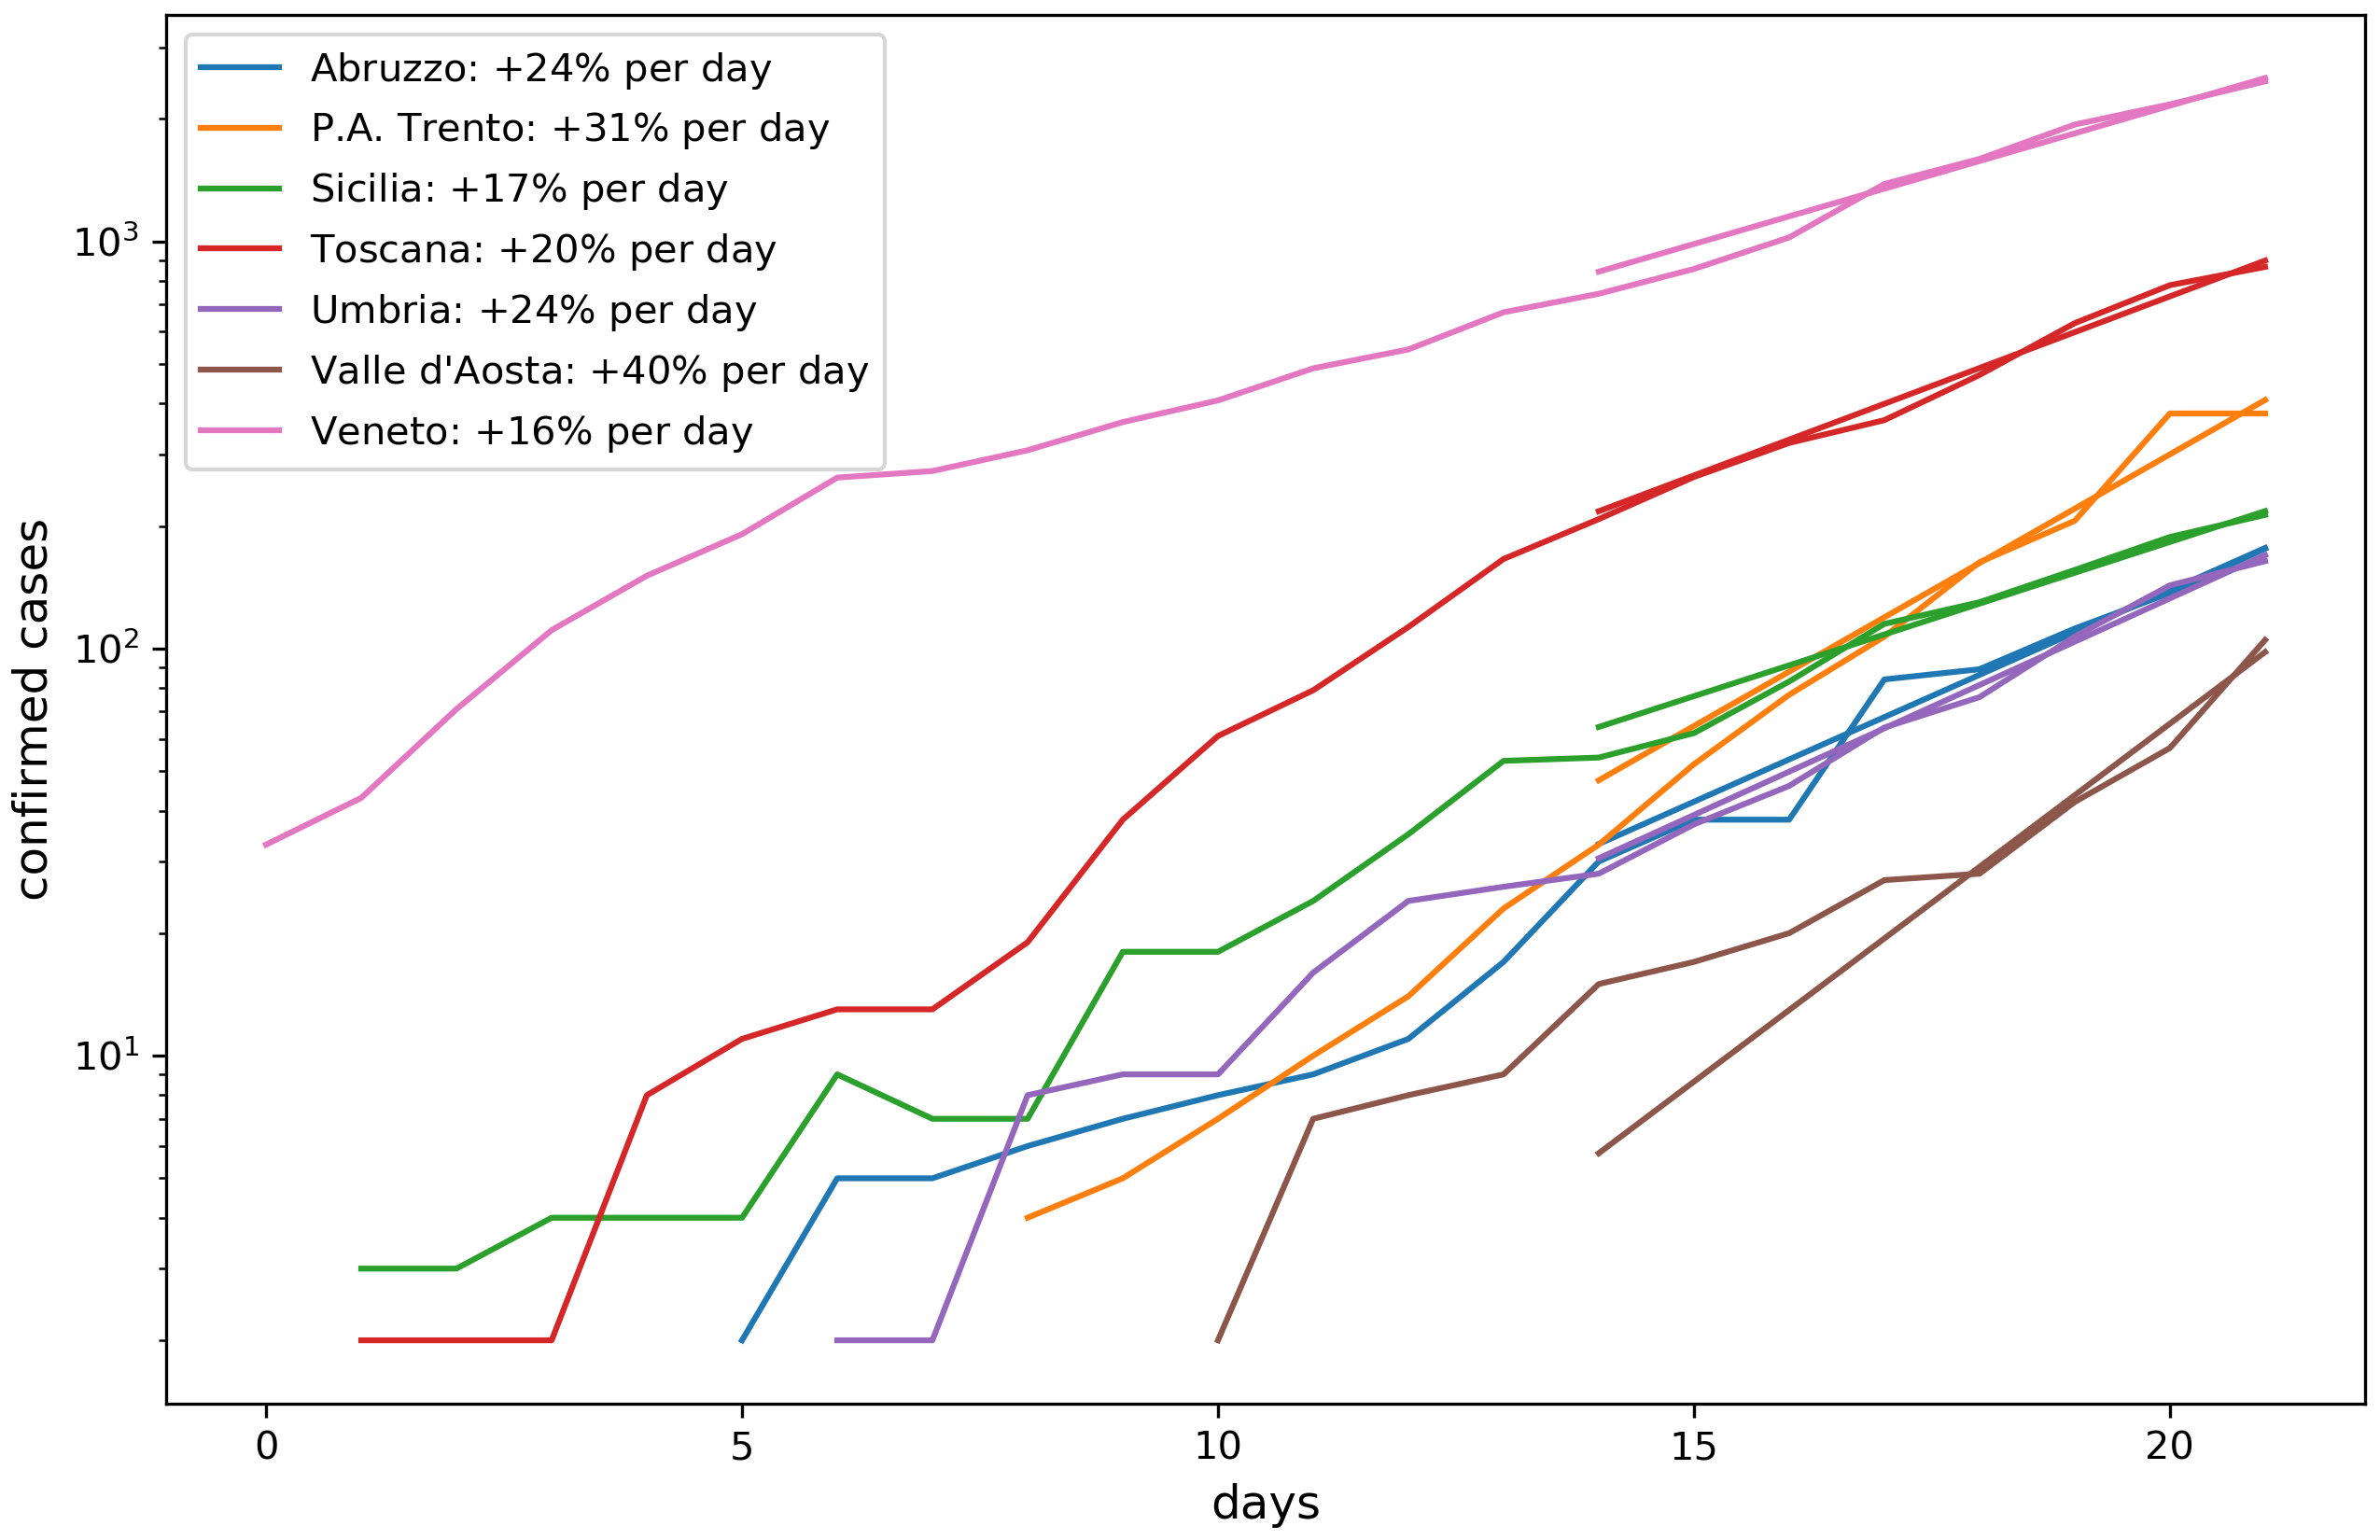 Abruzzo: +24% per day
P.A. Trento: +31% per day
Sicilia: +17% per day
Toscana: +20% per day
Umbria: +24% per day
Valle d'Aosta: +40% per day
Veneto: +16% per day
10³
10²
10¹
confirmed cases
0 5 10 15 20
days